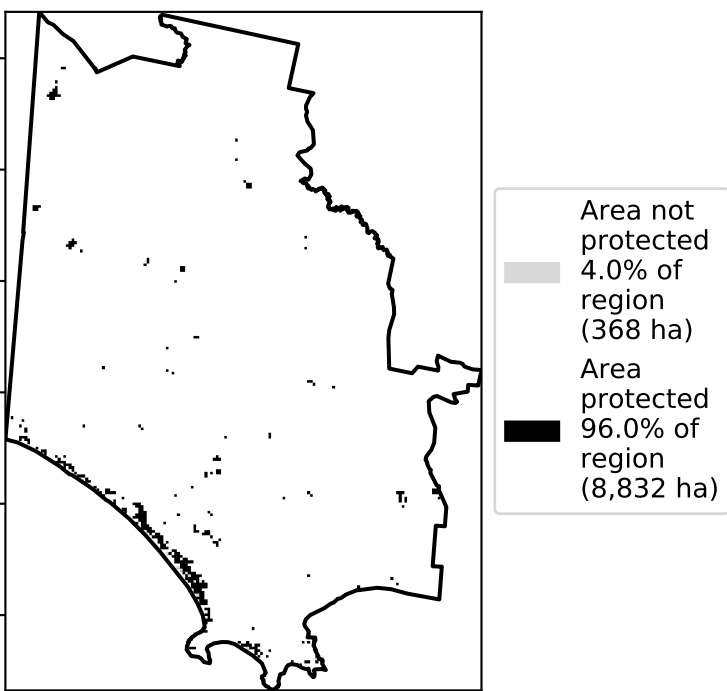 Area not
protected
4.0% of
region
(368 ha)
Area
protected
96.0% of
region
(8,832 ha)